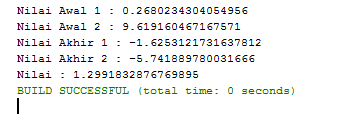 Nilai Awal 1 : 0.2680234304054956
Nilai Awal 2 : 9.619160467167571
Nilai Akhir 1 : -1.6253121731637812
Nilai Akhir 2 : -5.741889780031666
Nilai : 1.2991832876769895
BUILD SUCCESSFUL (total time: 0 seconds)